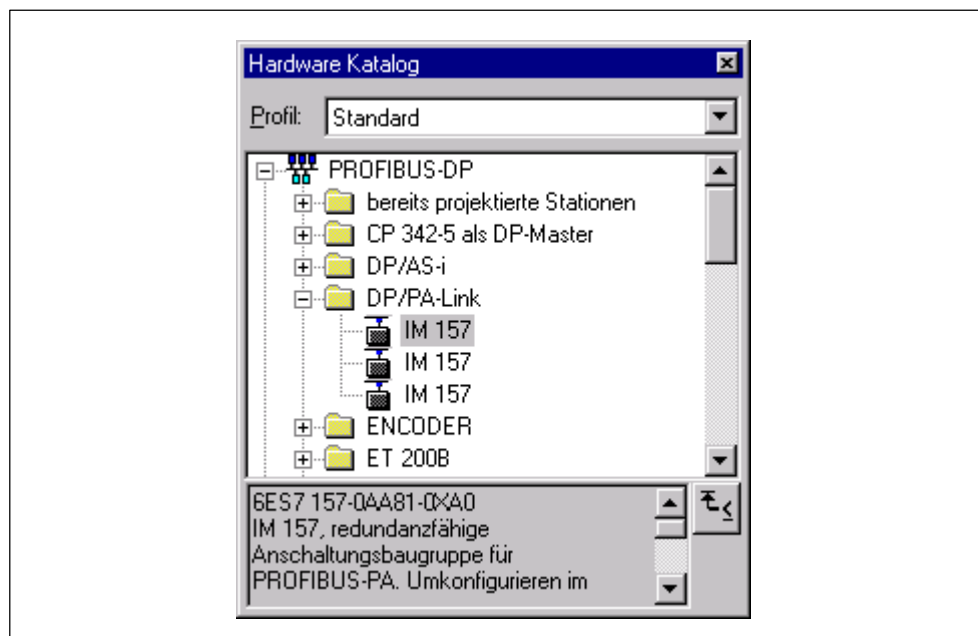 Hardware Katalog
Profil: Standard
PROFIBUS-DP
bereits projektierte Stationen
CP 342-5 als DP-Master
DP/AS-i
DP/PA-Link
IM 157
IM 157
IM 157
ENCODER
ET 200B
6ES7 157-0AA81-0XA0
IM 157, redundanzfähige
Anschaltungsbaugruppe für
PROFIBUS-PA. Umkonfigurieren im